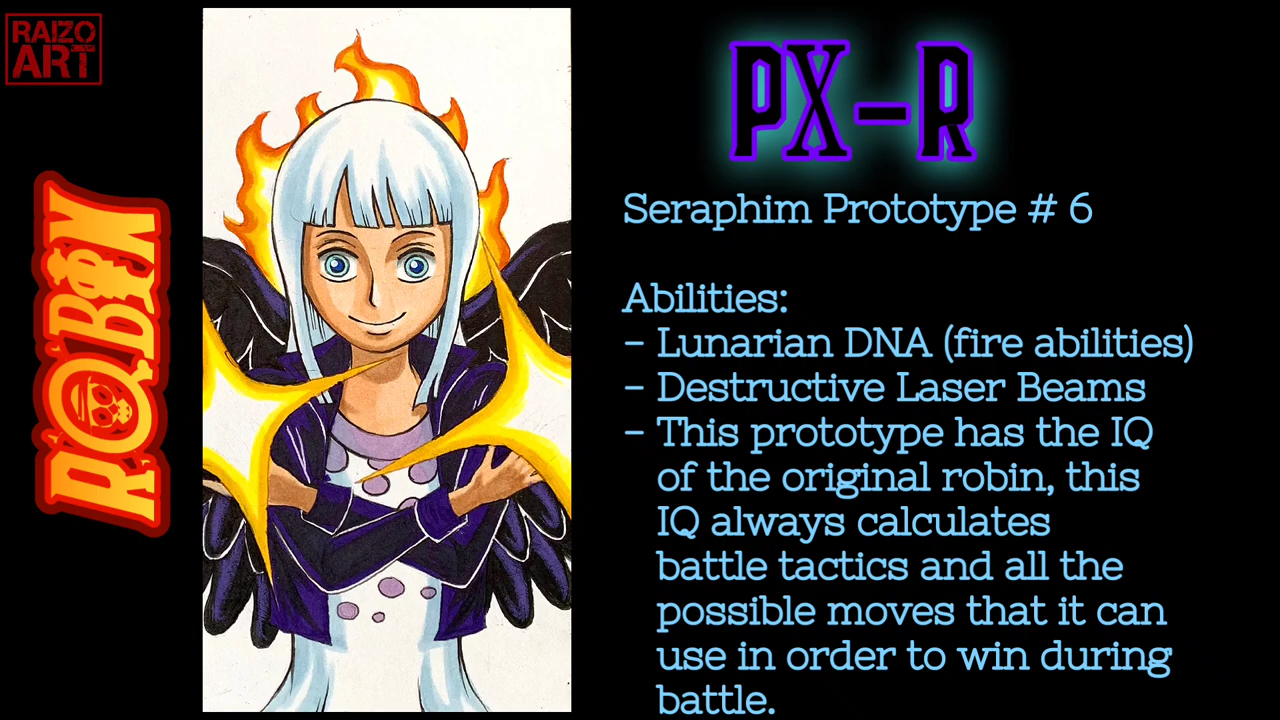 RAIZO
ART
ROBIN
PX-R
Seraphim Prototype # 6
Abilities:
- Lunarian DNA (fire abilities)
- Destructive Laser Beams
- This prototype has the IQ
of the original robin, this
IQ always calculates
battle tactics and all the
possible moves that it can
use in order to win during
battle.